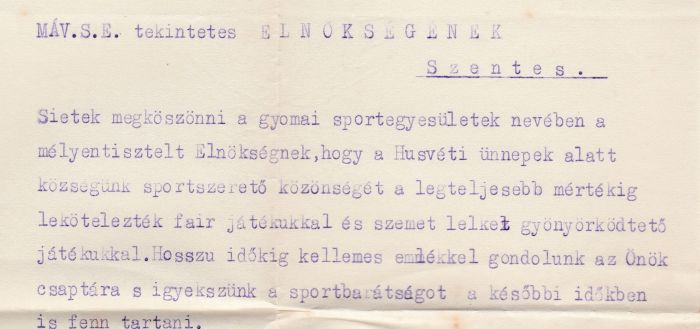 MÁV.S.E. tekintetes ELNÖKSÉGÉNEK
Szentes.
Sietek megköszönni a gyomai sportegyesületek nevében a
mélyentisztelt Elnökségnek,hogy a Husvéti ünnepek alatt
községünk sportszerető közönségét a legteljesebb mértékig
lekötelezték fair játékukkal és szemet lelket gyönyörködtető
játékukkal.Hosszu időkig kellemes emlékkel gondolunk az Önök
csaptára s igyekszünk a sportbarátságot a későbbi időkben
is fenn tartani.